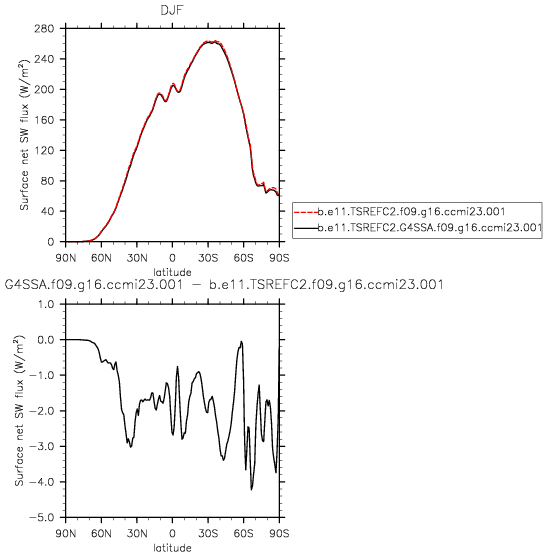 DJF
Surface net SW flux (W/m²)
280
240
200
160
120
80
40
0
90N 60N 30N 0 30S 60S 90S
latitude
b.e11.TSREFC2.f09.g16.ccmi23.001
b.e11.TSREFC2.G4SSA.f09.g16.ccmi23.001
G4SSA.f09.g16.ccmi23.001 − b.e11.TSREFC2.f09.g16.ccmi23.001
Surface net SW flux (W/m²)
1.0
0.0
−1.0
−2.0
−3.0
−4.0
−5.0
90N 60N 30N 0 30S 60S 90S
latitude